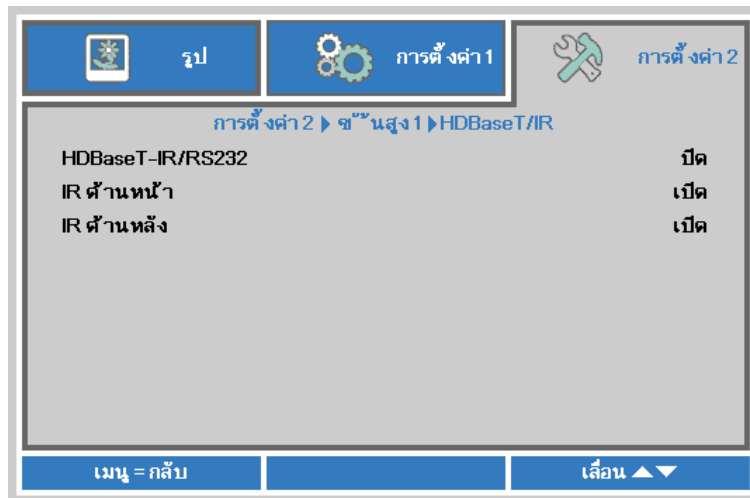 รูป
การตั้งค่า 1
การตั้งค่า 2
การตั้งค่า 2 ▶ ขั้นสูง 1 ▶ HDBaseT/IR
HDBaseT-IR/RS232 ปิด
IR ด้านหน้า เปิด
IR ด้านหลัง เปิด
เมนู = กลับ
เลื่อน ▲▼